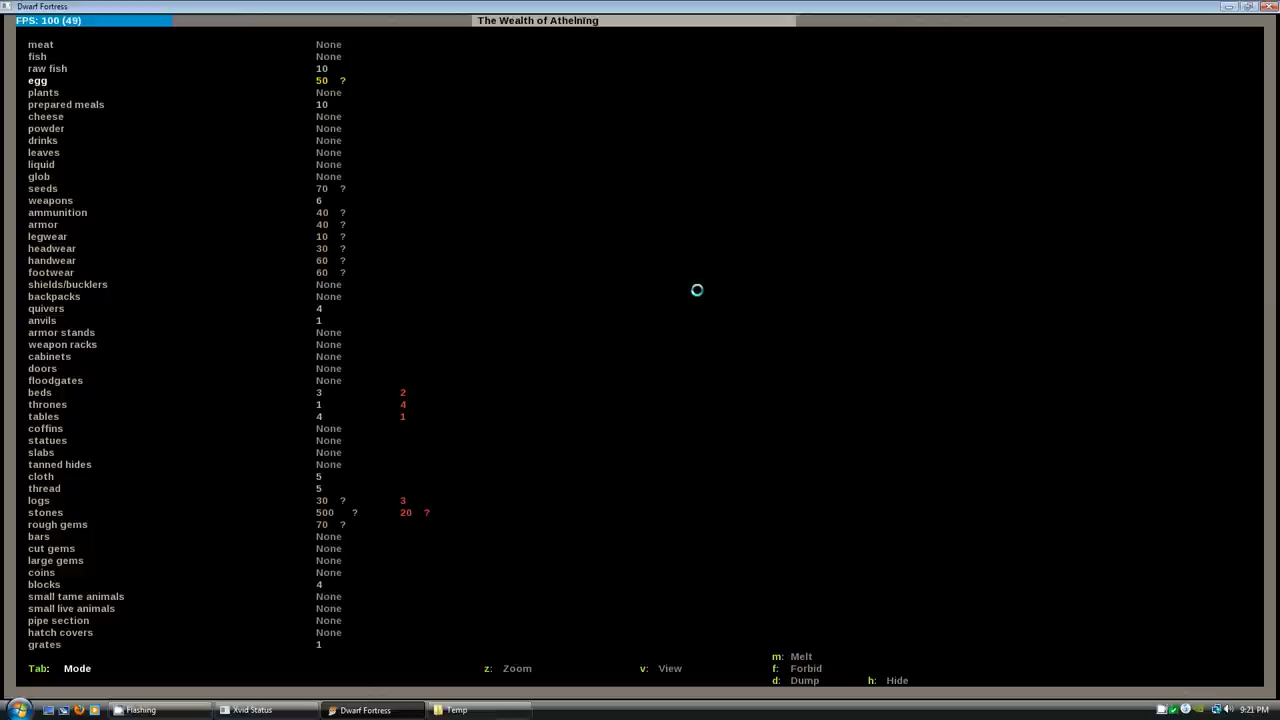 Dwarf Fortress
FPS: 100 (49)
The Wealth of Athelnïng
meat None
fish None
raw fish 10
egg 50 ?
plants None
prepared meals 10
cheese None
powder None
drinks None
leaves None
liquid None
glob None
seeds 70 ?
weapons 6
ammunition 40 ?
armor 40 ?
legwear 10 ?
headwear 30 ?
handwear 60 ?
footwear 60 ?
shields/bucklers None
backpacks None
quivers 4
anvils 1
armor stands None
weapon racks None
cabinets None
doors None
floodgates None
beds 3 2
thrones 1 4
tables 4 1
coffins None
statues None
slabs None
tanned hides None
cloth 5
thread 5
logs 30 ? 3
stones 500 ? 20 ?
rough gems 70 ?
bars None
cut gems None
large gems None
coins None
blocks 4
small tame animals None
small live animals None
pipe section None
hatch covers None
grates 1
m: Melt
Tab: Mode z: Zoom v: View f: Forbid
d: Dump h: Hide
Flashing Xvid Status Dwarf Fortress Temp 9:21 PM